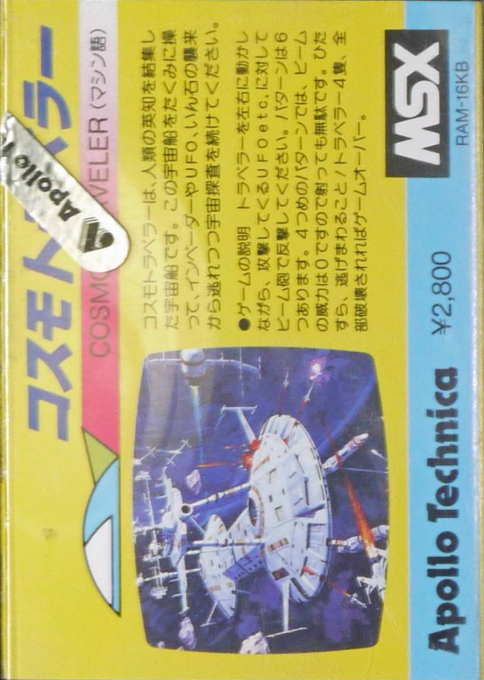 コスモトラベラー
COSMO VELER (マシン語)
Apollo
コスモトラベラーは、人類の英知を結集し
た宇宙船です。この宇宙船をたくみに操
って、インベーダーやUFO、いん石の襲来
から逃れつつ宇宙探査を続けてください。
●ゲームの説明 トラベラーを左右に動かし
ながら、攻撃してくるUFOetc.に対して
ビーム砲で反撃してください。パターンは6
つあります。4つめのパターンでは、ビーム
の威力は0ですので射っても無駄です。ひた
すら、逃げまわること！トラベラー4隻、全
部破壊されればゲームオーバー。
MSX
RAM-16KB
Apollo Technica ¥2,800